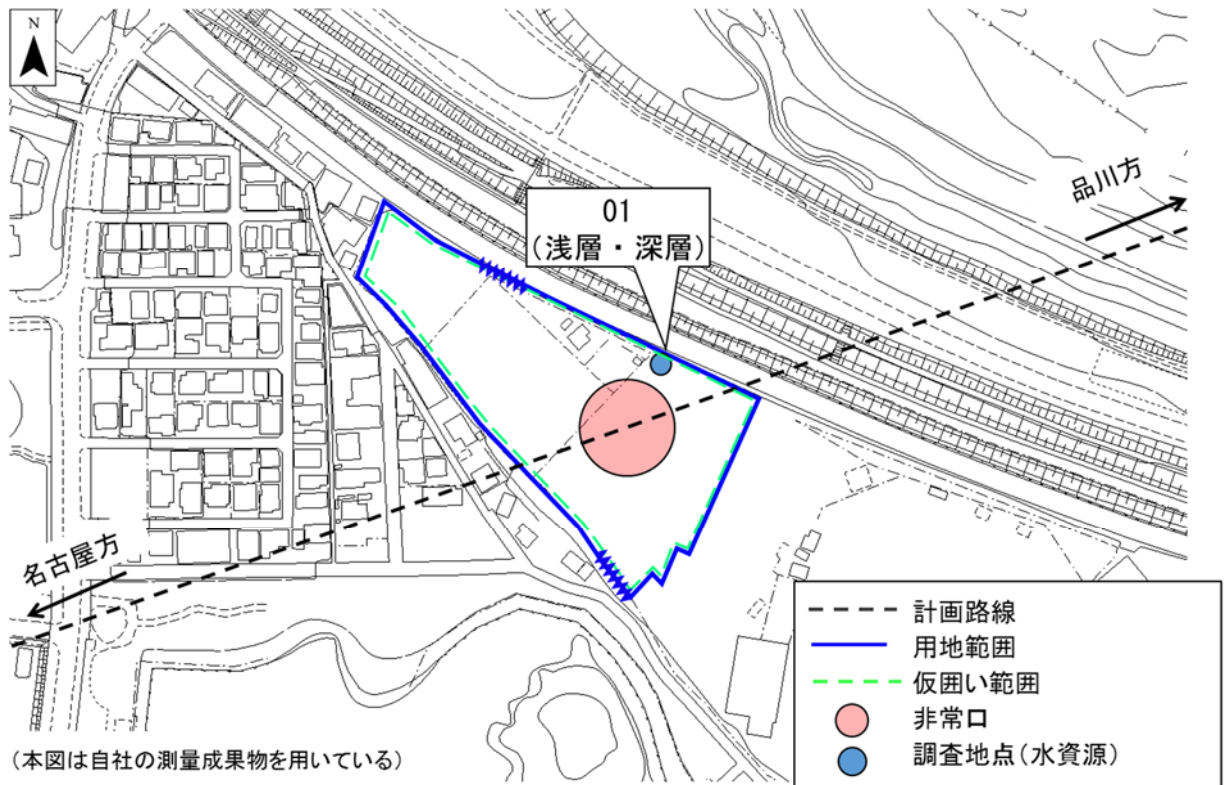 N
01
(浅層・深層)
品川方
名古屋方
計画路線
用地範囲
仮囲い範囲
非常口
調査地点(水資源)
(本図は自社の測量成果物を用いている)